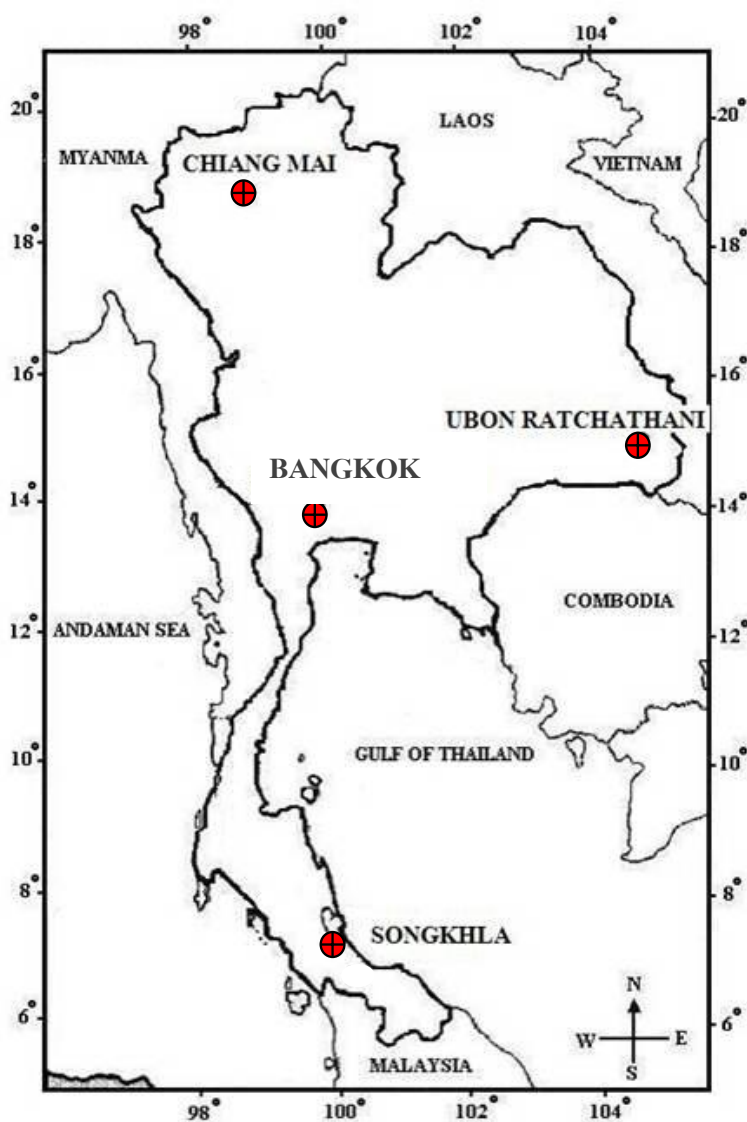 98° 100° 102° 104°
20° 20°
LAOS
MYANMA
VIETNAM
CHIANG MAI
18° 18°
16° 16°
UBON RATCHATHANI
BANGKOK
14° 14°
COMBODIA
ANDAMAN SEA
12° 12°
GULF OF THAILAND
10° 10°
8° 8°
SONGKHLA
N
6° 6°
W E
MALAYSIA
S
98° 100° 102° 104°